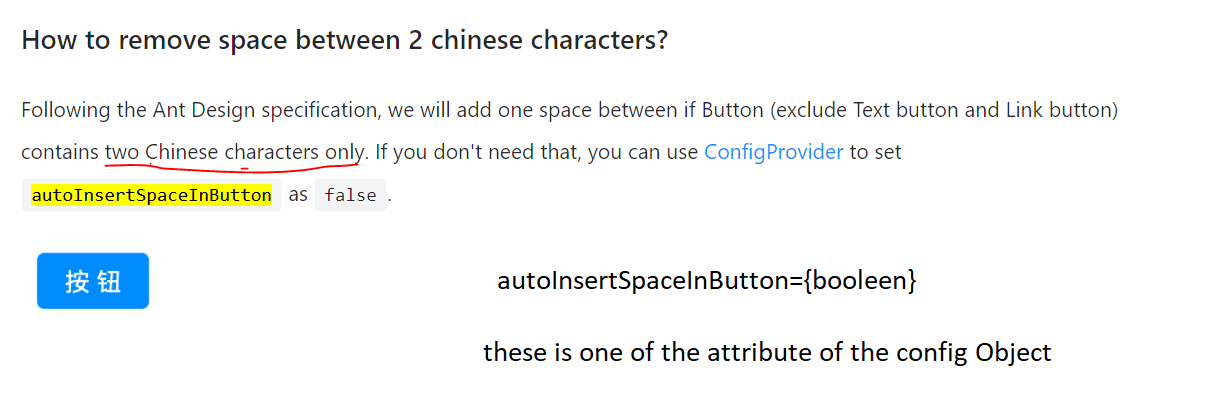 How to remove space between 2 chinese characters?
Following the Ant Design specification, we will add one space between if Button (exclude Text button and Link button)
contains two Chinese characters only. If you don't need that, you can use ConfigProvider to set
autoInsertSpaceInButton as false .
按 钮
autoInsertSpaceInButton={booleen}
these is one of the attribute of the config Object